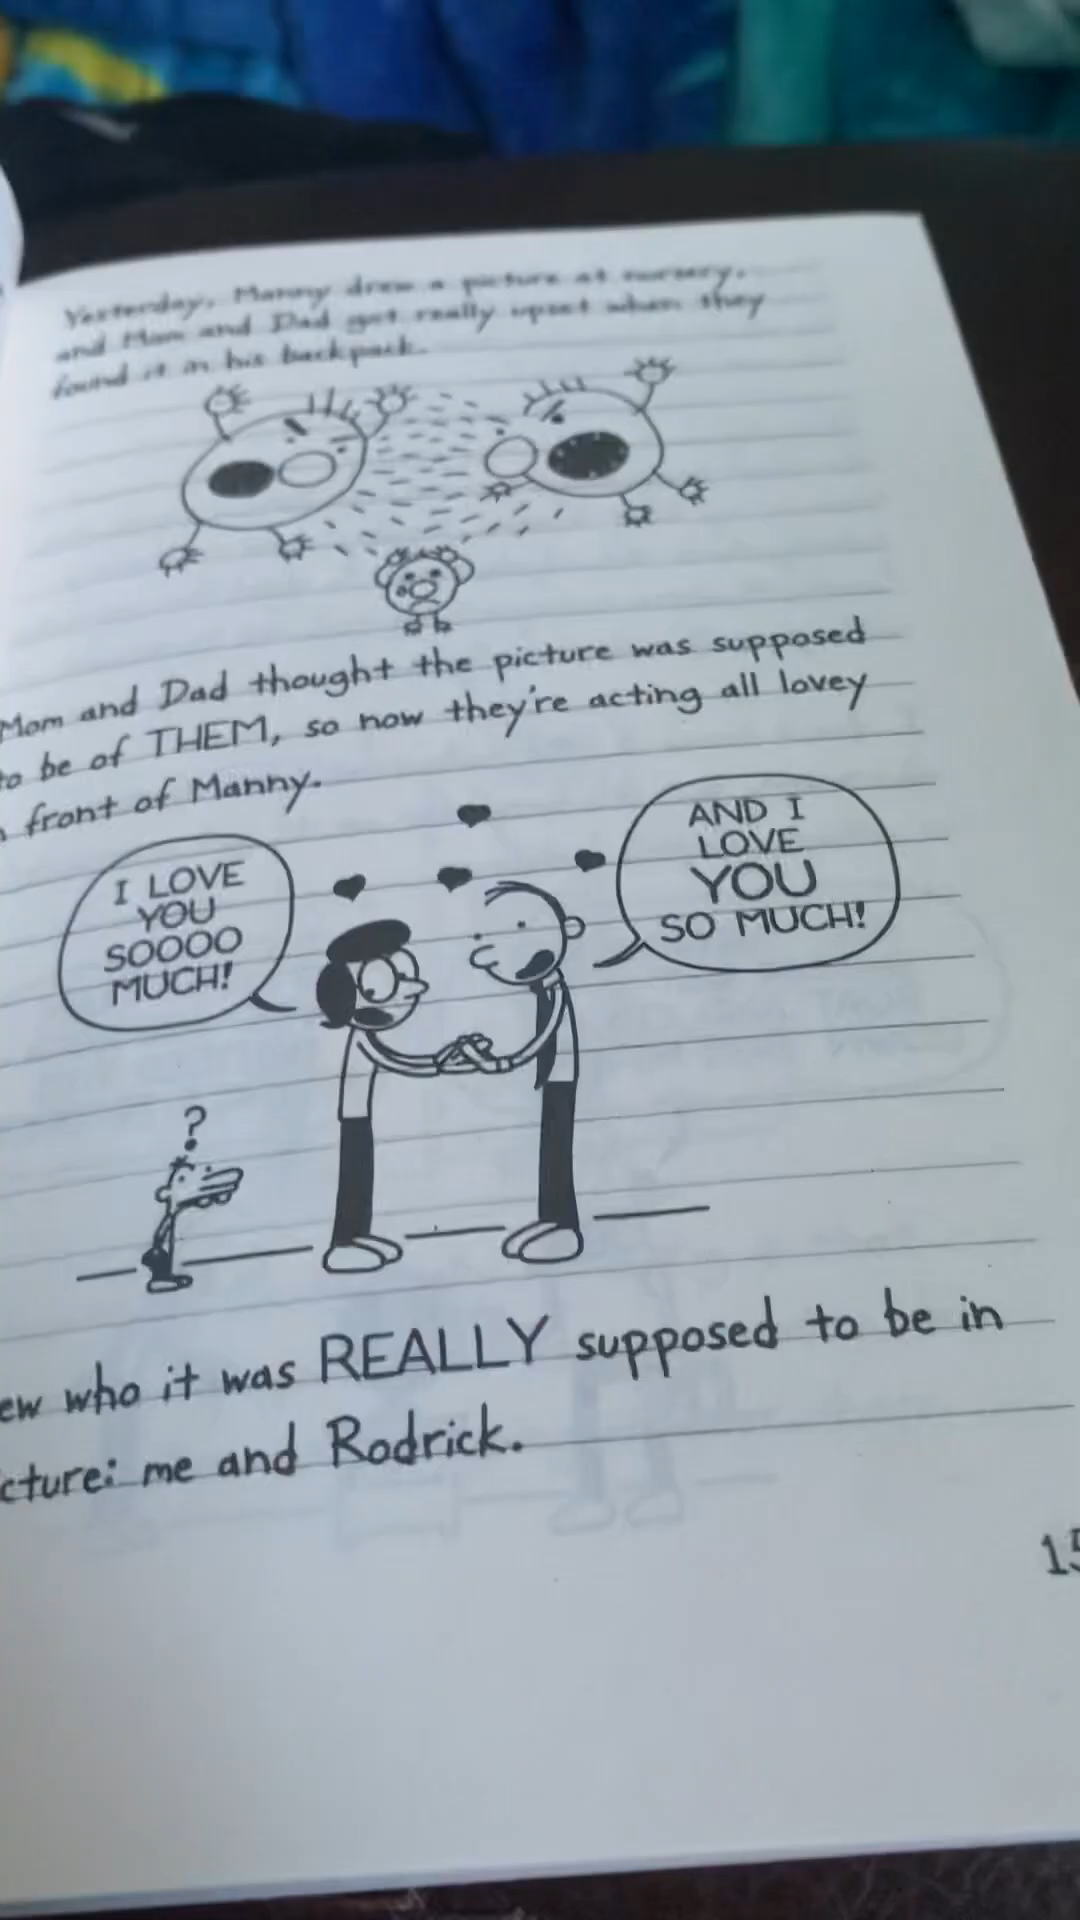 Yesterday, Manny drew a picture at nursery,
and Mom and Dad got really upset when they
found it in his backpack.
Mom and Dad thought the picture was supposed
to be of THEM, so now they're acting all lovey
front of Manny.
I LOVE
YOU
SOOOO
MUCH!
AND I
LOVE
YOU
SO MUCH!
?
ew who it was REALLY supposed to be in
cture: me and Rodrick.
15